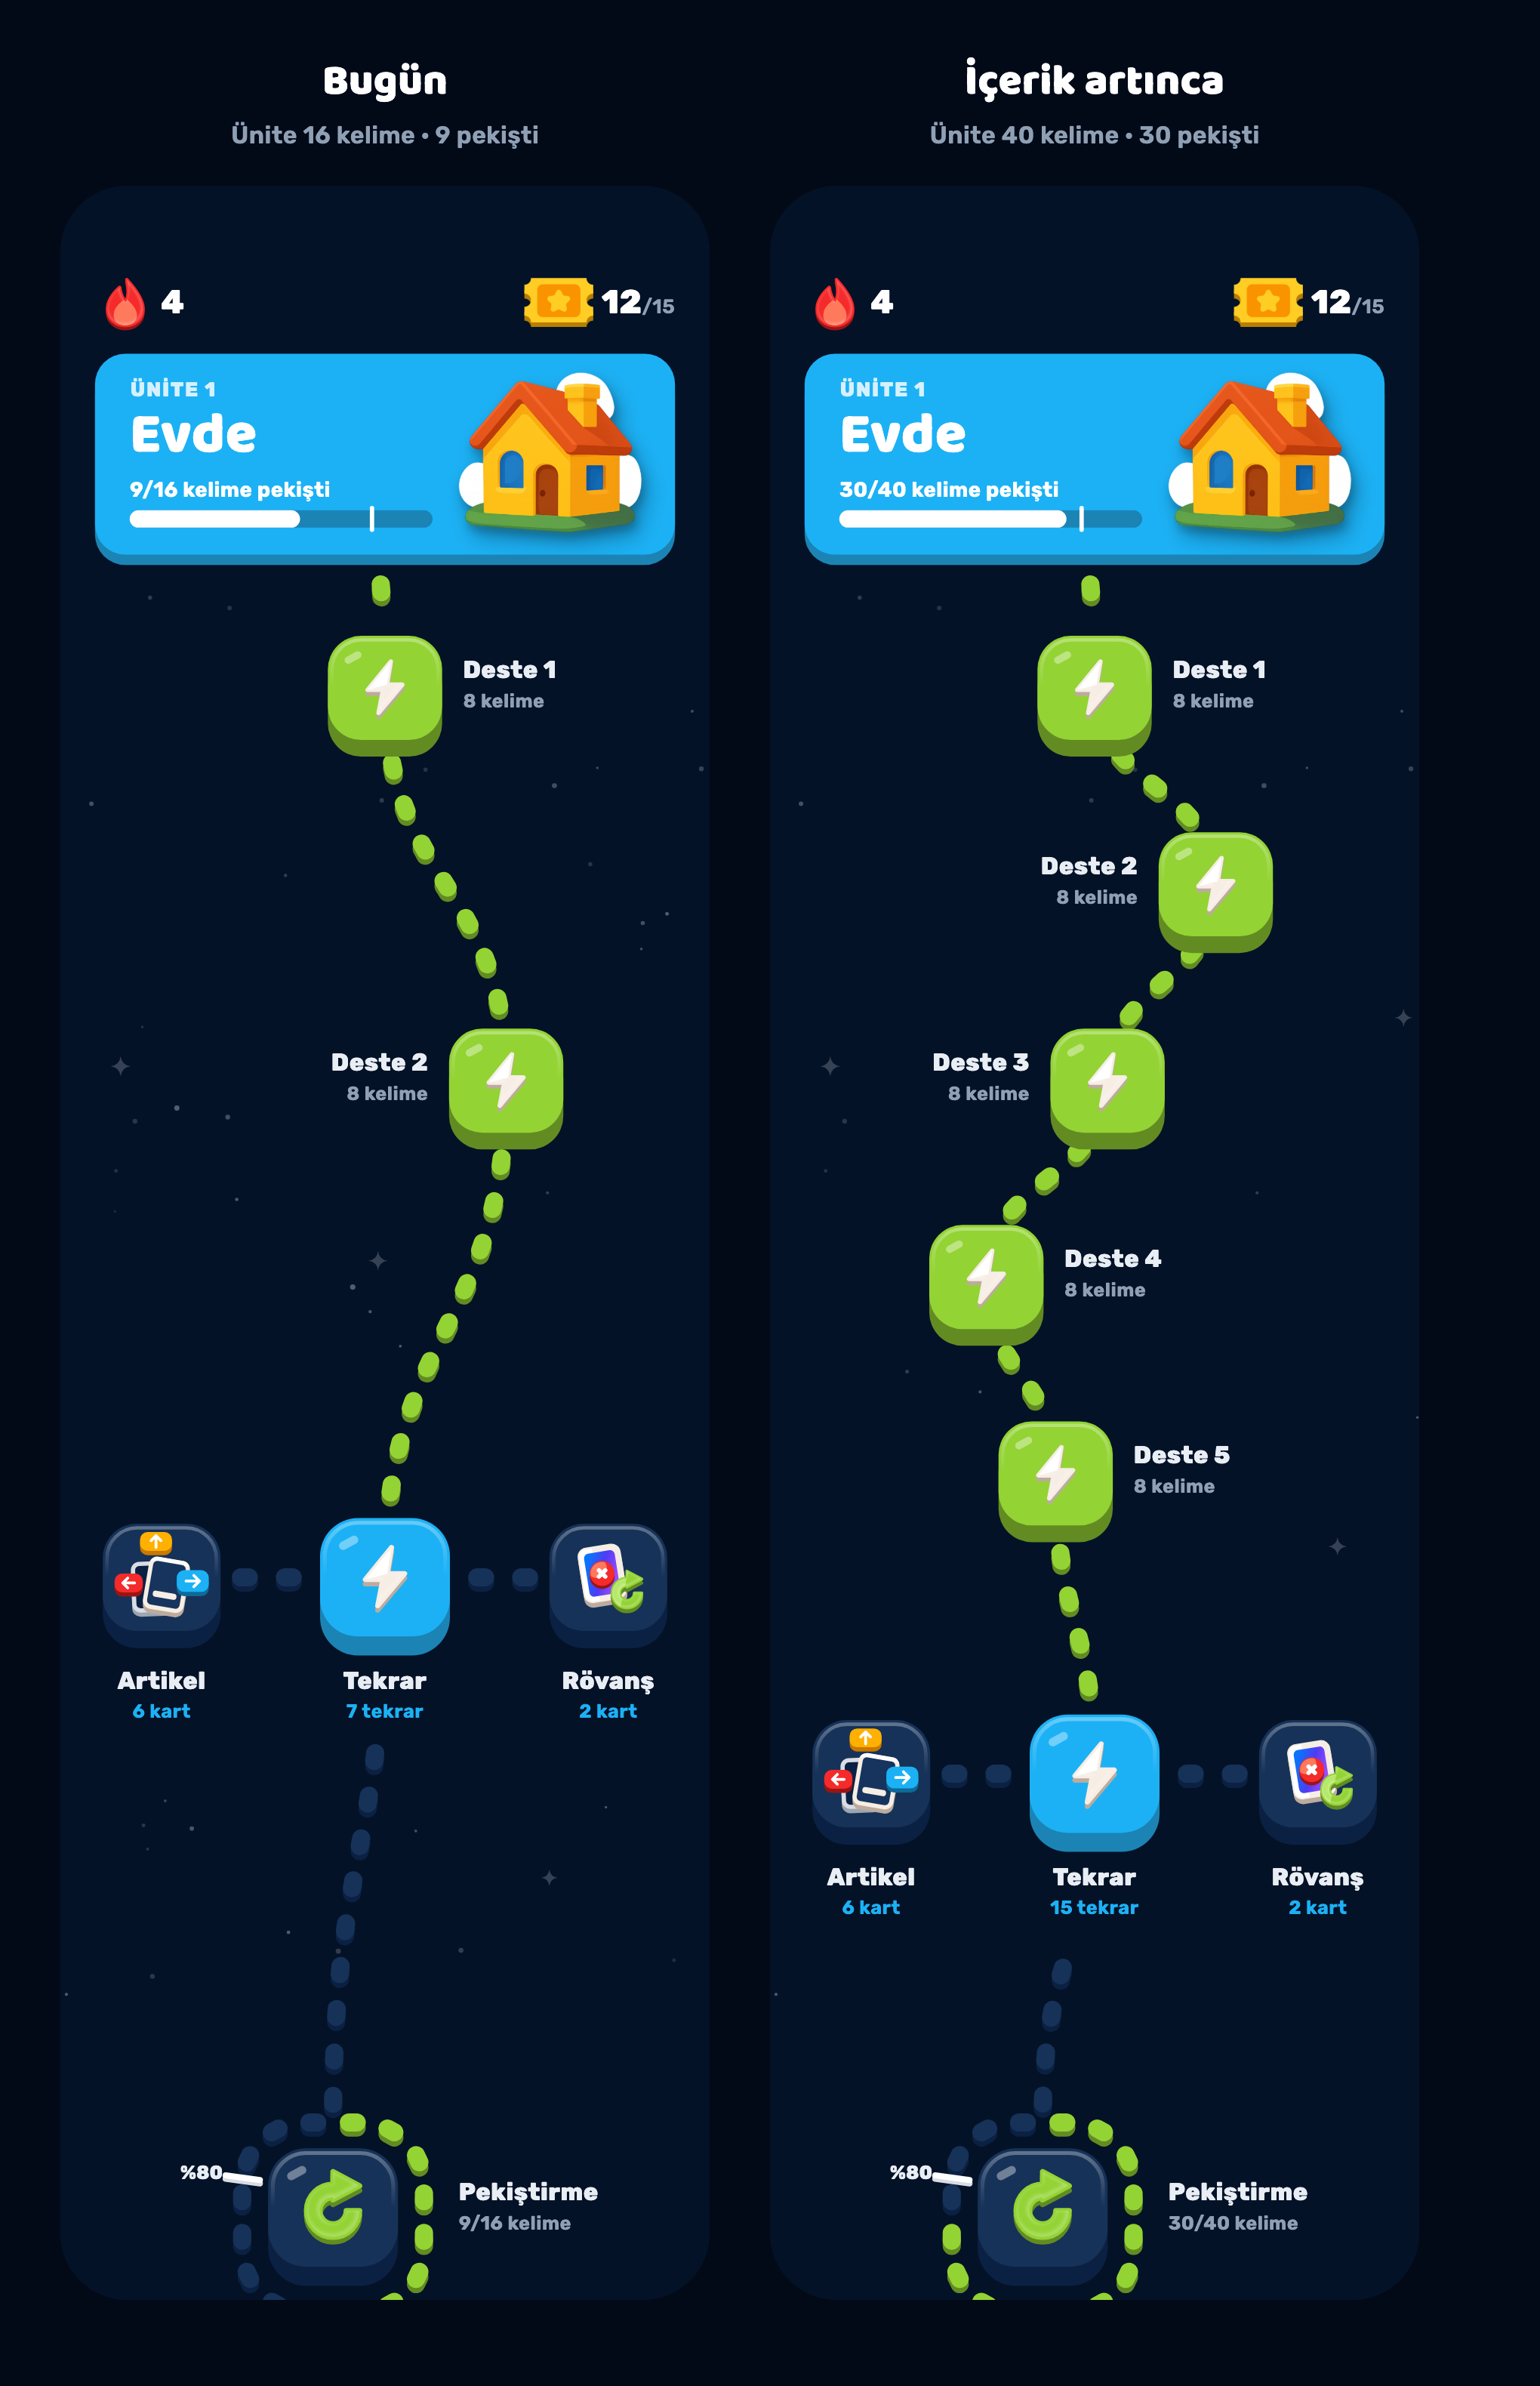 Bugün
Ünite 16 kelime • 9 pekişti
4
12/15
ÜNİTE 1
Evde
9/16 kelime pekişti
Deste 1
8 kelime
Deste 2
8 kelime
Artikel
6 kart
Tekrar
7 tekrar
Rövanş
2 kart
%80
Pekiştirme
9/16 kelime
İçerik artınca
Ünite 40 kelime • 30 pekişti
4
12/15
ÜNİTE 1
Evde
30/40 kelime pekişti
Deste 1
8 kelime
Deste 2
8 kelime
Deste 3
8 kelime
Deste 4
8 kelime
Deste 5
8 kelime
Artikel
6 kart
Tekrar
15 tekrar
Rövanş
2 kart
%80
Pekiştirme
30/40 kelime